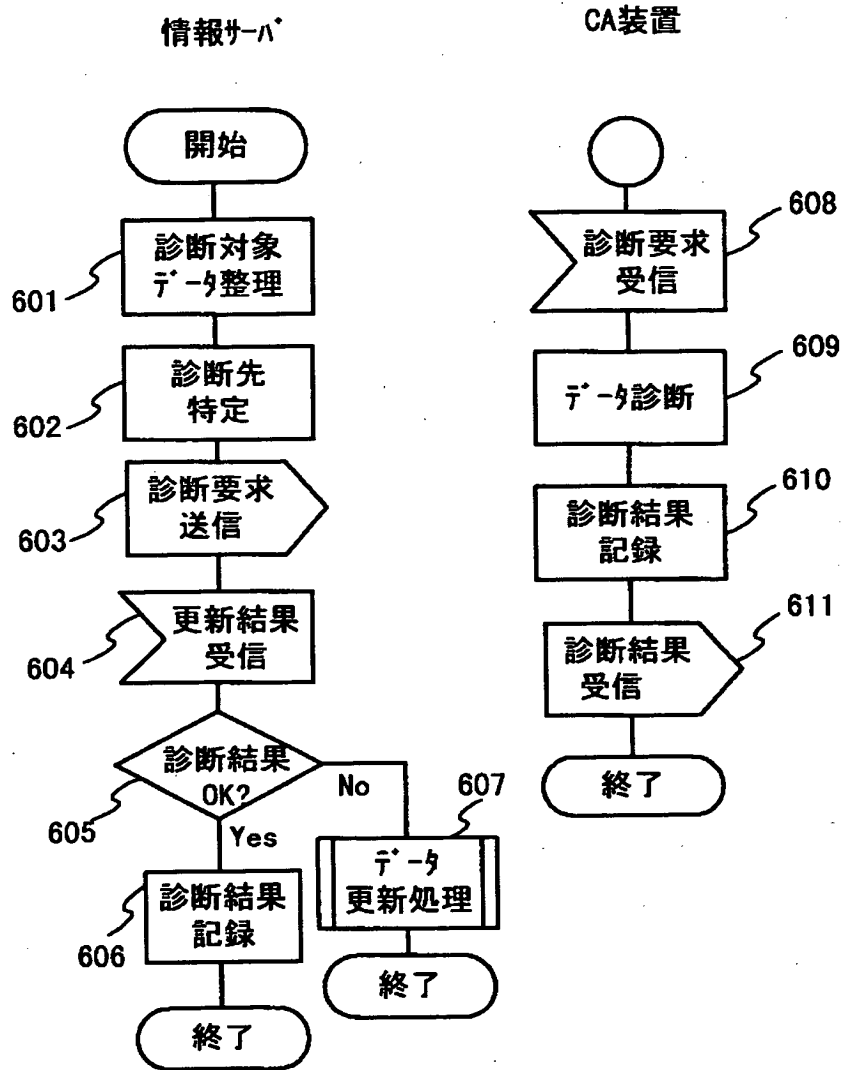 情報サーバ
CA装置
開始
診断対象
データ整理
601
診断先
特定
602
診断要求
送信
603
更新結果
受信
604
診断結果
OK?
605
No
Yes
607
データ
更新処理
診断結果
記録
606
終了
終了
608
診断要求
受信
609
データ診断
610
診断結果
記録
611
診断結果
受信
終了